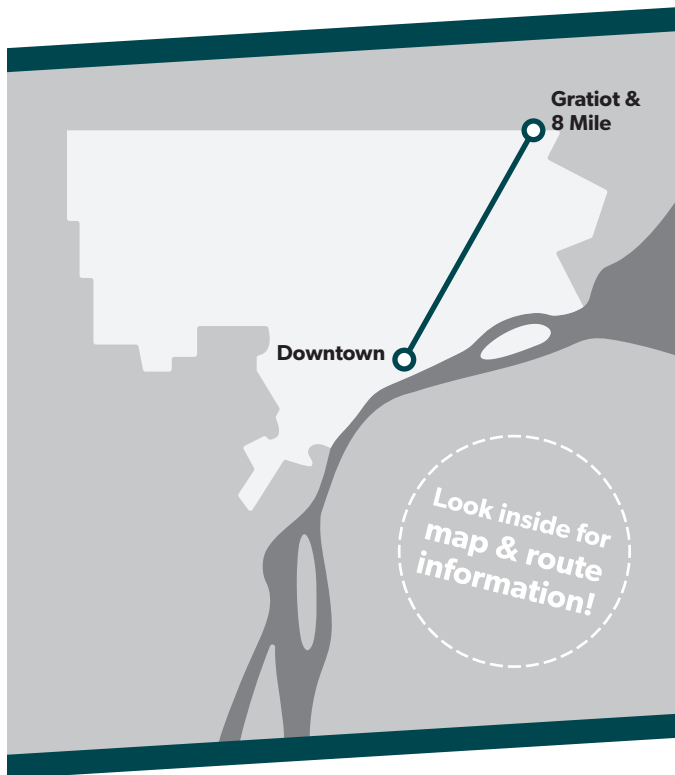 Gratiot &
8 Mile
Downtown
Look inside for
map & route
information!